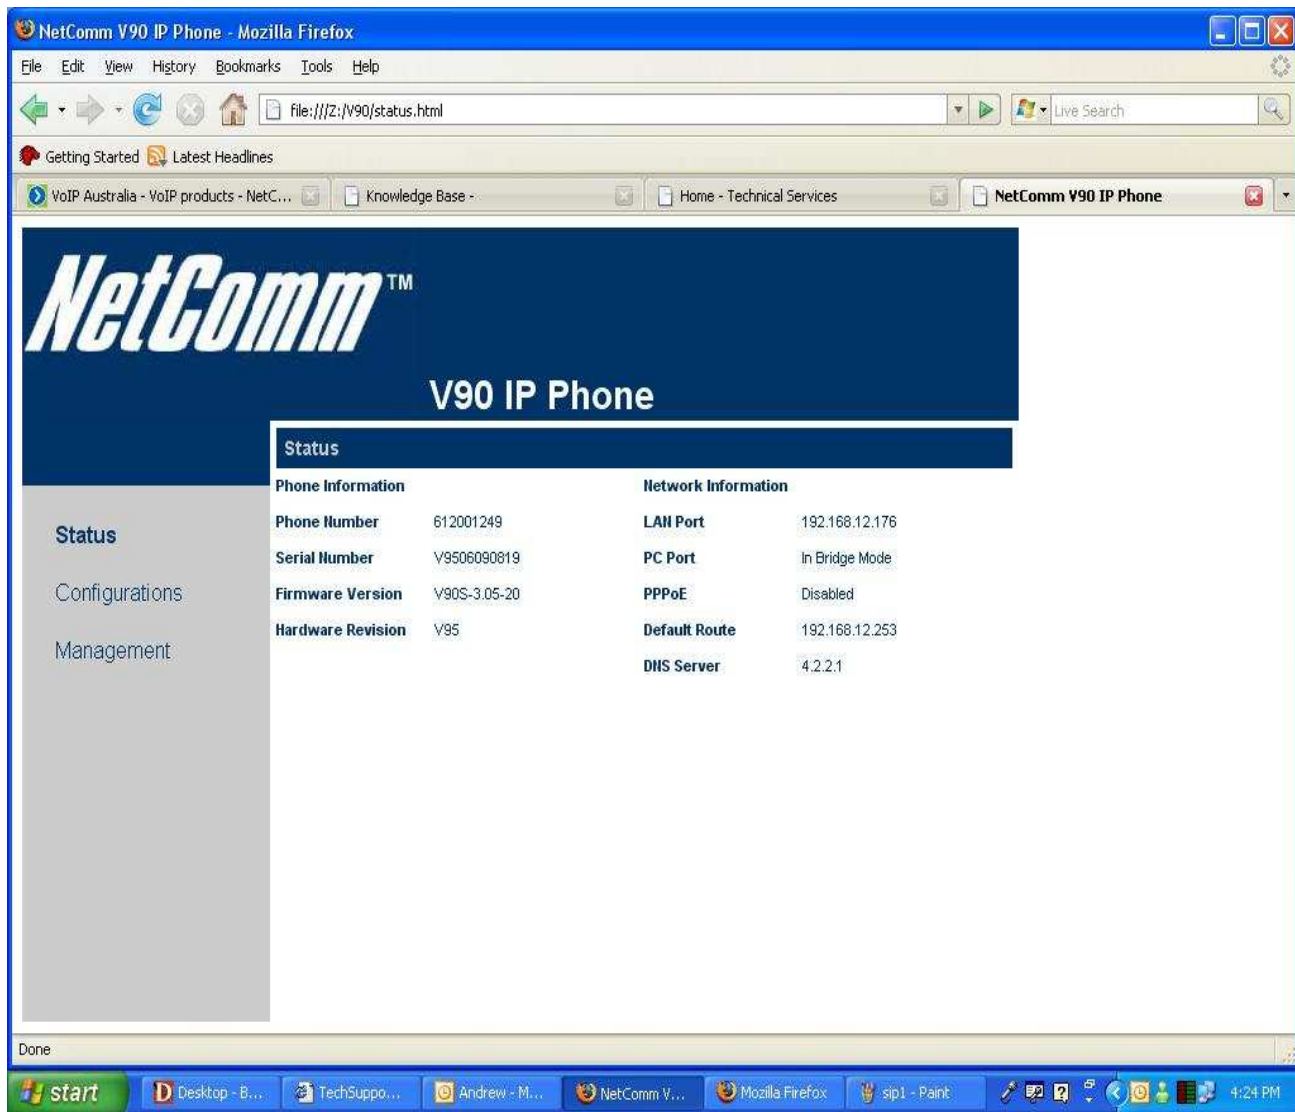 NetComm V90 IP Phone - Mozilla Firefox
File Edit View History Bookmarks Tools Help
file:///Z:/V90/status.html
Live Search
Getting Started Latest Headlines
VoIP Australia - VoIP products - NetC... Knowledge Base - Home - Technical Services NetComm V90 IP Phone
NetComm™
V90 IP Phone
Status
Status
Configurations
Management
Phone Information
Phone Number 612001249
Serial Number V9506090819
Firmware Version V90S-3.05-20
Hardware Revision V95
Network Information
LAN Port 192.168.12.176
PC Port In Bridge Mode
PPPoE Disabled
Default Route 192.168.12.253
DNS Server 4.2.2.1
Done
start Desktop - B... TechSuppo... Andrew - M... NetComm V... Mozilla Firefox sip1 - Paint 4:24 PM